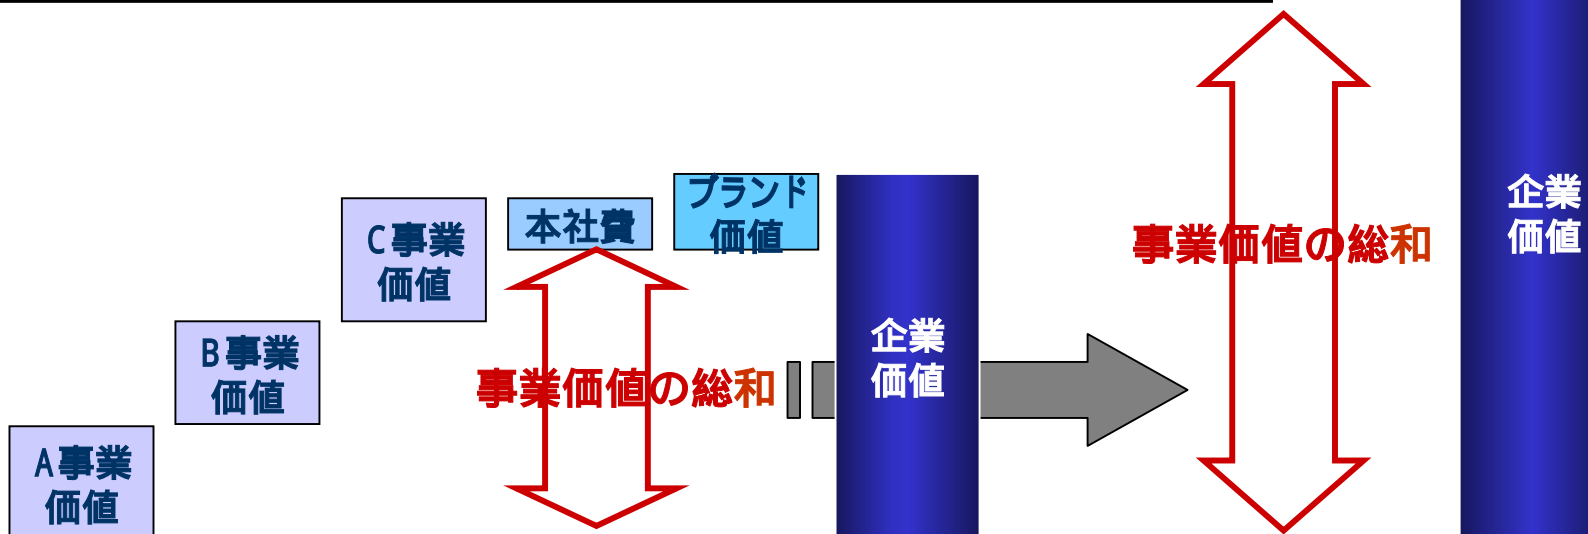 A事業
価値
B事業
価値
C事業
価値
本社費
ブランド
価値
事業価値の総和
企業
価値
事業価値の総和
企業
価値